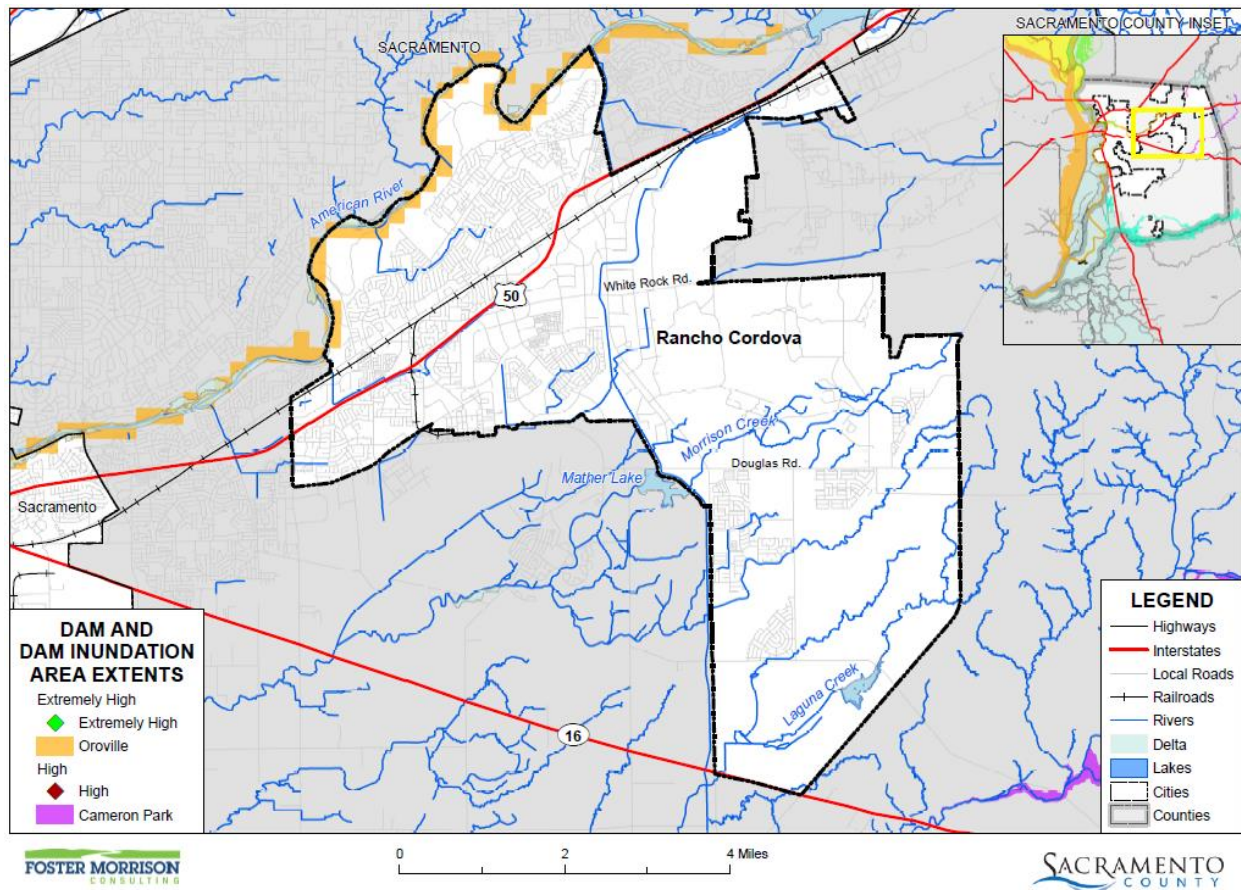 SACRAMENTO COUNTY INSET
SACRAMENTO
American River
50
White Rock Rd.
Rancho Cordova
Morrison Creek
Douglas Rd.
Mather Lake
Sacramento
Laguna Creek
16
DAM AND
DAM INUNDATION
AREA EXTENTS
Extremely High
Extremely High
Oroville
High
High
Cameron Park
LEGEND
Highways
Interstates
Local Roads
Railroads
Rivers
Delta
Lakes
Cities
Counties
FOSTER MORRISON
CONSULTING
0 2 4 Miles
SACRAMENTO
COUNTY